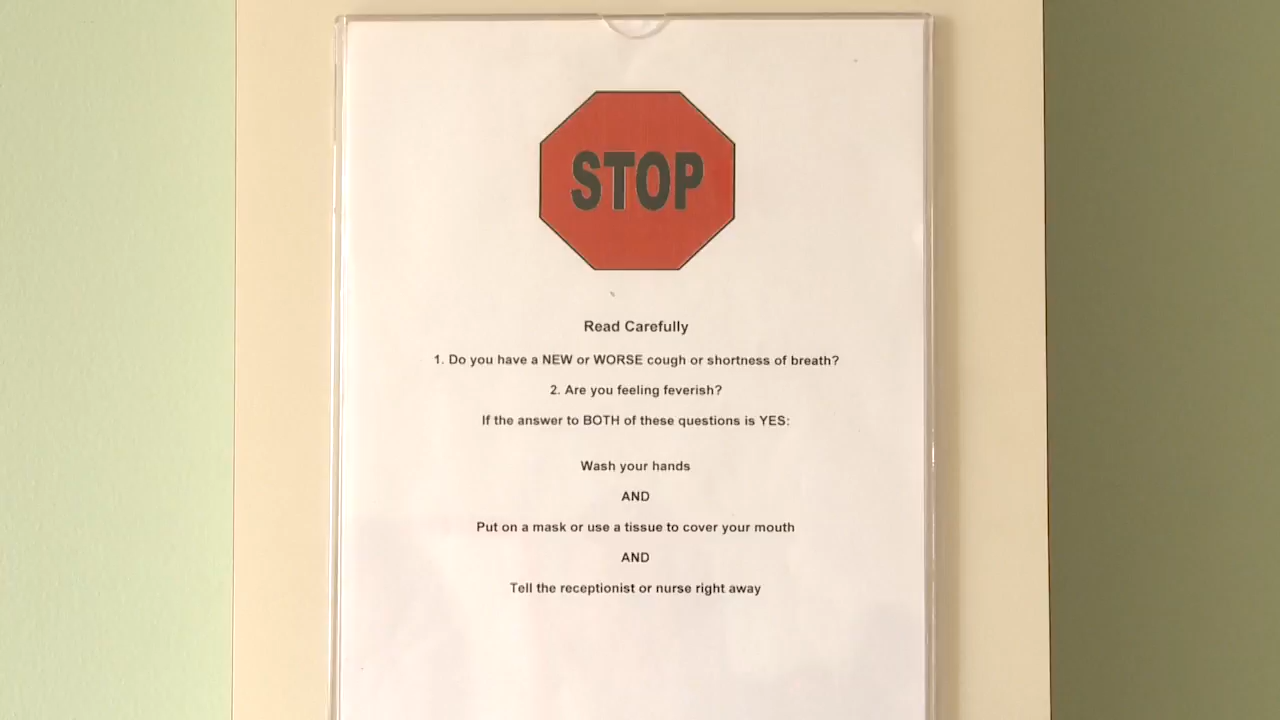 STOP
Read Carefully
1. Do you have a NEW or WORSE cough or shortness of breath?
2. Are you feeling feverish?
If the answer to BOTH of these questions is YES:
Wash your hands
AND
Put on a mask or use a tissue to cover your mouth
AND
Tell the receptionist or nurse right away